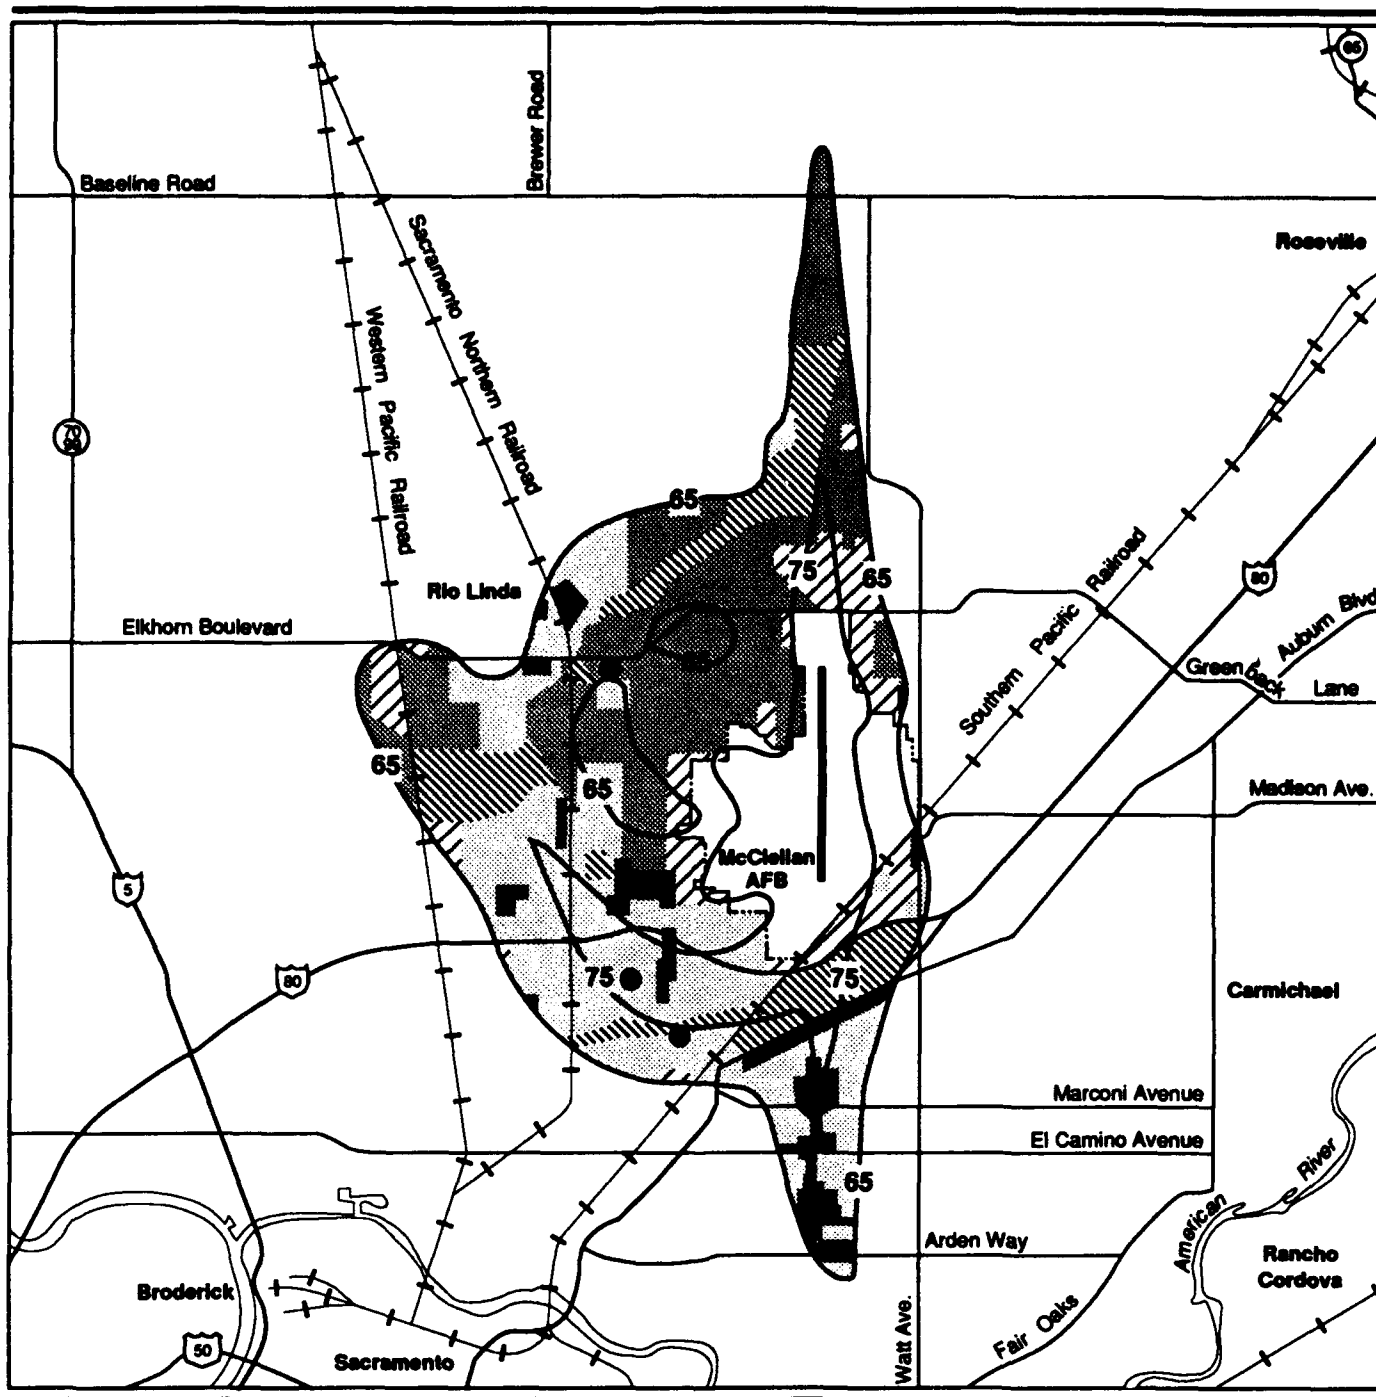 65
Brewer Road
Baseline Road
Roseville
Sacramento Northern Railroad
Western Pacific Railroad
70
65
Southern Pacific Railroad
75
65
80
Rio Linda
Elkhorn Boulevard
Auburn Blvd
Greenback
Lane
65
65
Madison Ave.
McClellan
AFB
5
80
75
75
Carmichael
Marconi Avenue
El Camino Avenue
65
American River
Arden Way
Rancho
Cordova
Broderick
Watt Ave.
Fair Oaks
50
Sacramento